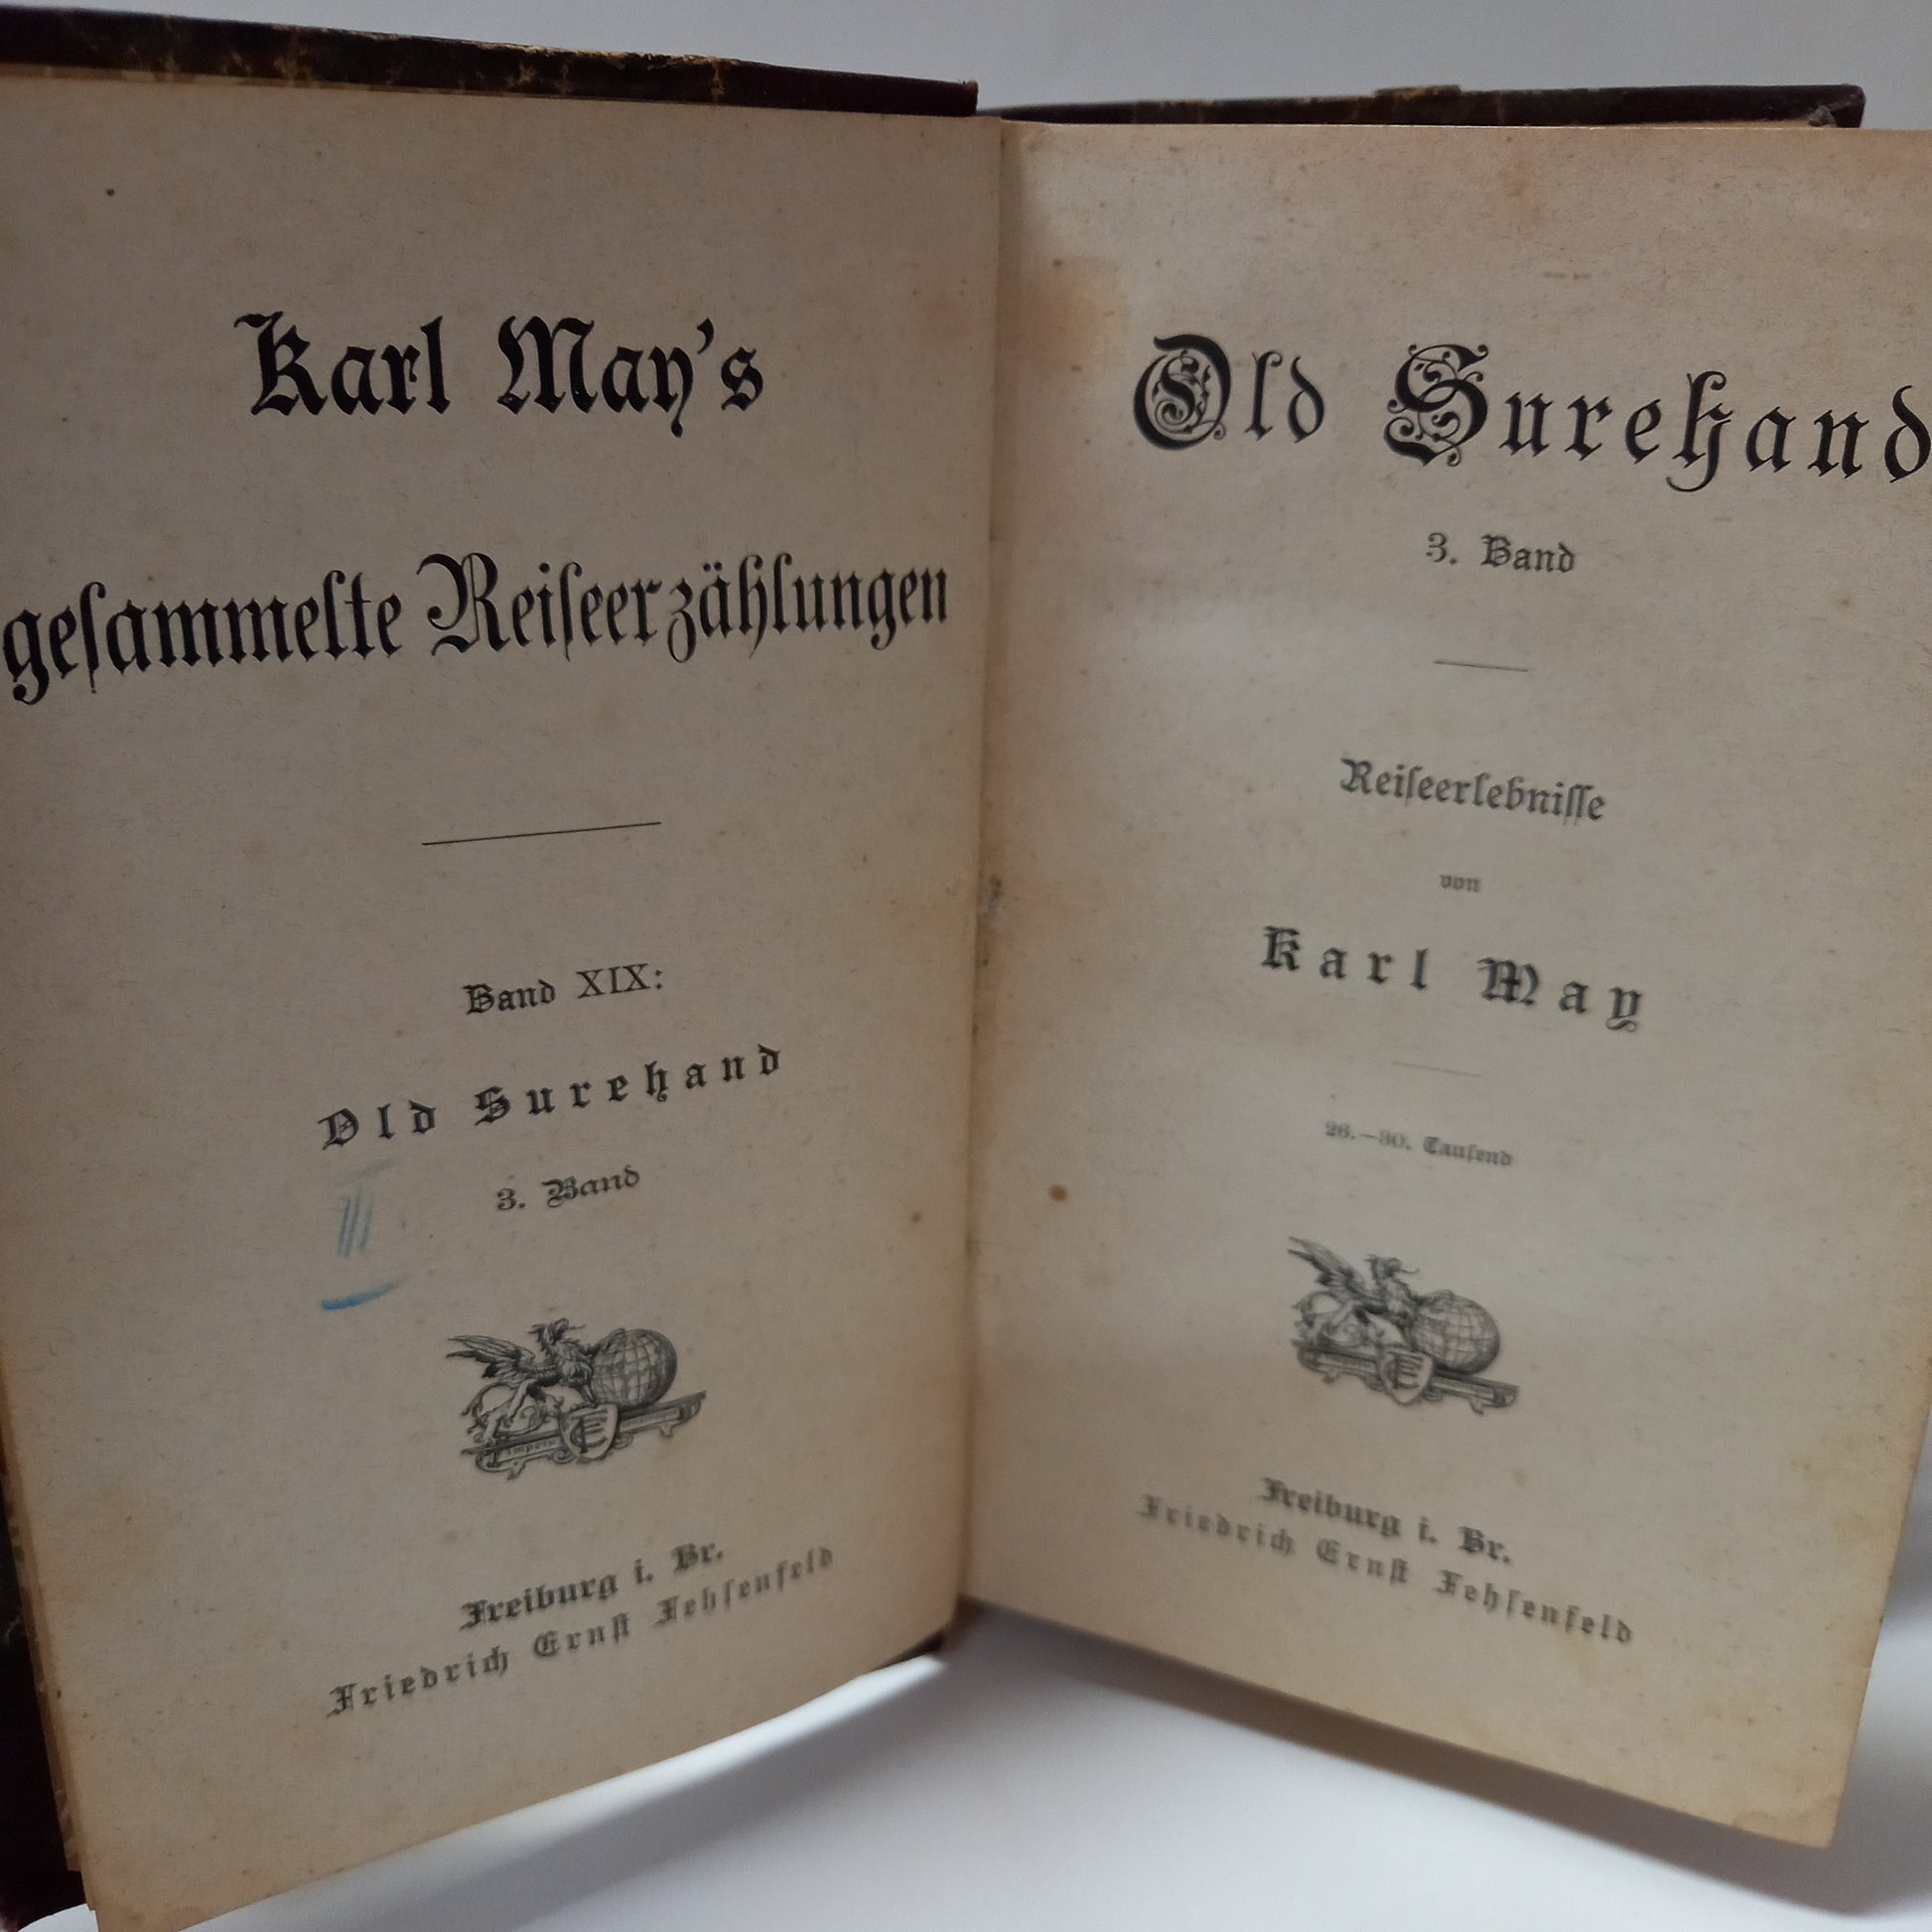 Karl May's
gesammelte Reiseerzählungen
Band XIX:
Old Surehand
3. Band
III
Freiburg i. Br.
Friedrich Ernst Fehsenfeld
Old Surehand
3. Band
Reiseerlebnisse
von
Karl May
26.–30. Tausend
Freiburg i. Br.
Friedrich Ernst Fehsenfeld